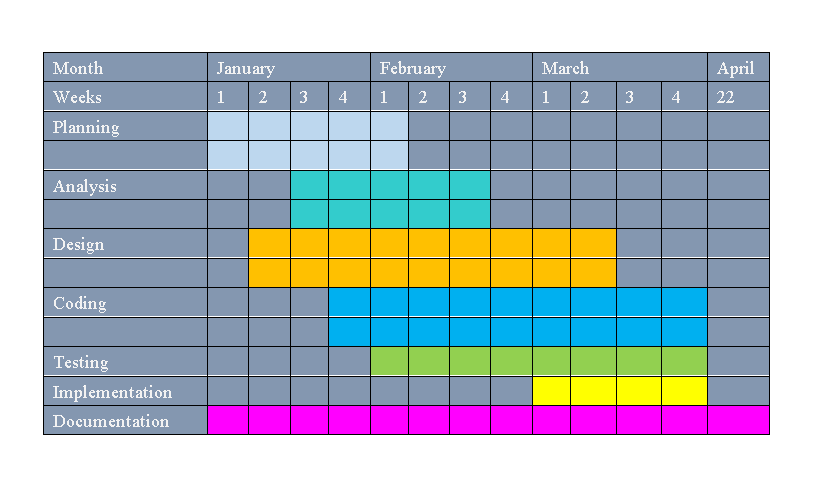 Month January February March April
Weeks 1 2 3 4 1 2 3 4 1 2 3 4 22
Planning
Analysis
Design
Coding
Testing
Implementation
Documentation